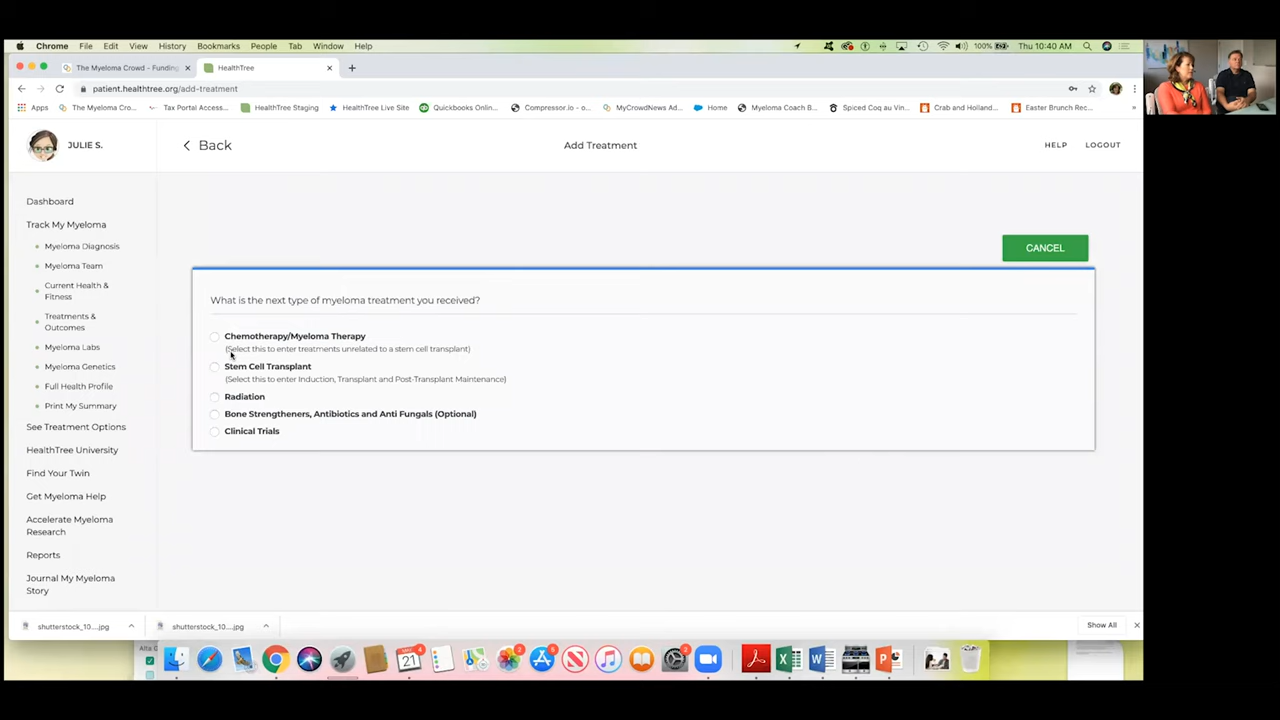 Chrome File Edit View History Bookmarks People Tab Window Help 100% Thu 10:40 AM
The Myeloma Crowd - Funding HealthTree
patient.healthtree.org/add-treatment
Apps The Myeloma Cro... Tax Portal Access... HealthTree Staging HealthTree Live Site Quickbooks Onlin... Compressor.io - o... MyCrowdNews Ad... Home Myeloma Coach B... Spiced Coq au Vin... Crab and Holland... Easter Brunch Rec...
JULIE S. Back Add Treatment HELP LOGOUT
Dashboard
Track My Myeloma
Myeloma Diagnosis
Myeloma Team
Current Health &
Fitness
Treatments &
Outcomes
Myeloma Labs
Myeloma Genetics
Full Health Profile
Print My Summary
See Treatment Options
HealthTree University
Find Your Twin
Get Myeloma Help
Accelerate Myeloma
Research
Reports
Journal My Myeloma
Story
CANCEL
What is the next type of myeloma treatment you received?
Chemotherapy/Myeloma Therapy
(Select this to enter treatments unrelated to a stem cell transplant)
Stem Cell Transplant
(Select this to enter Induction, Transplant and Post-Transplant Maintenance)
Radiation
Bone Strengtheners, Antibiotics and Anti Fungals (Optional)
Clinical Trials
shutterstock_10....jpg shutterstock_10....jpg Show All